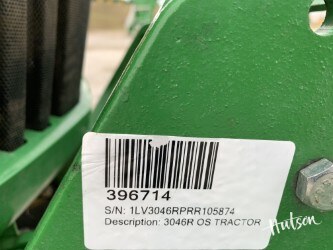 396714
S/N: 1LV3046RPRR105874
Description: 3046R OS TRACTOR
Hutson